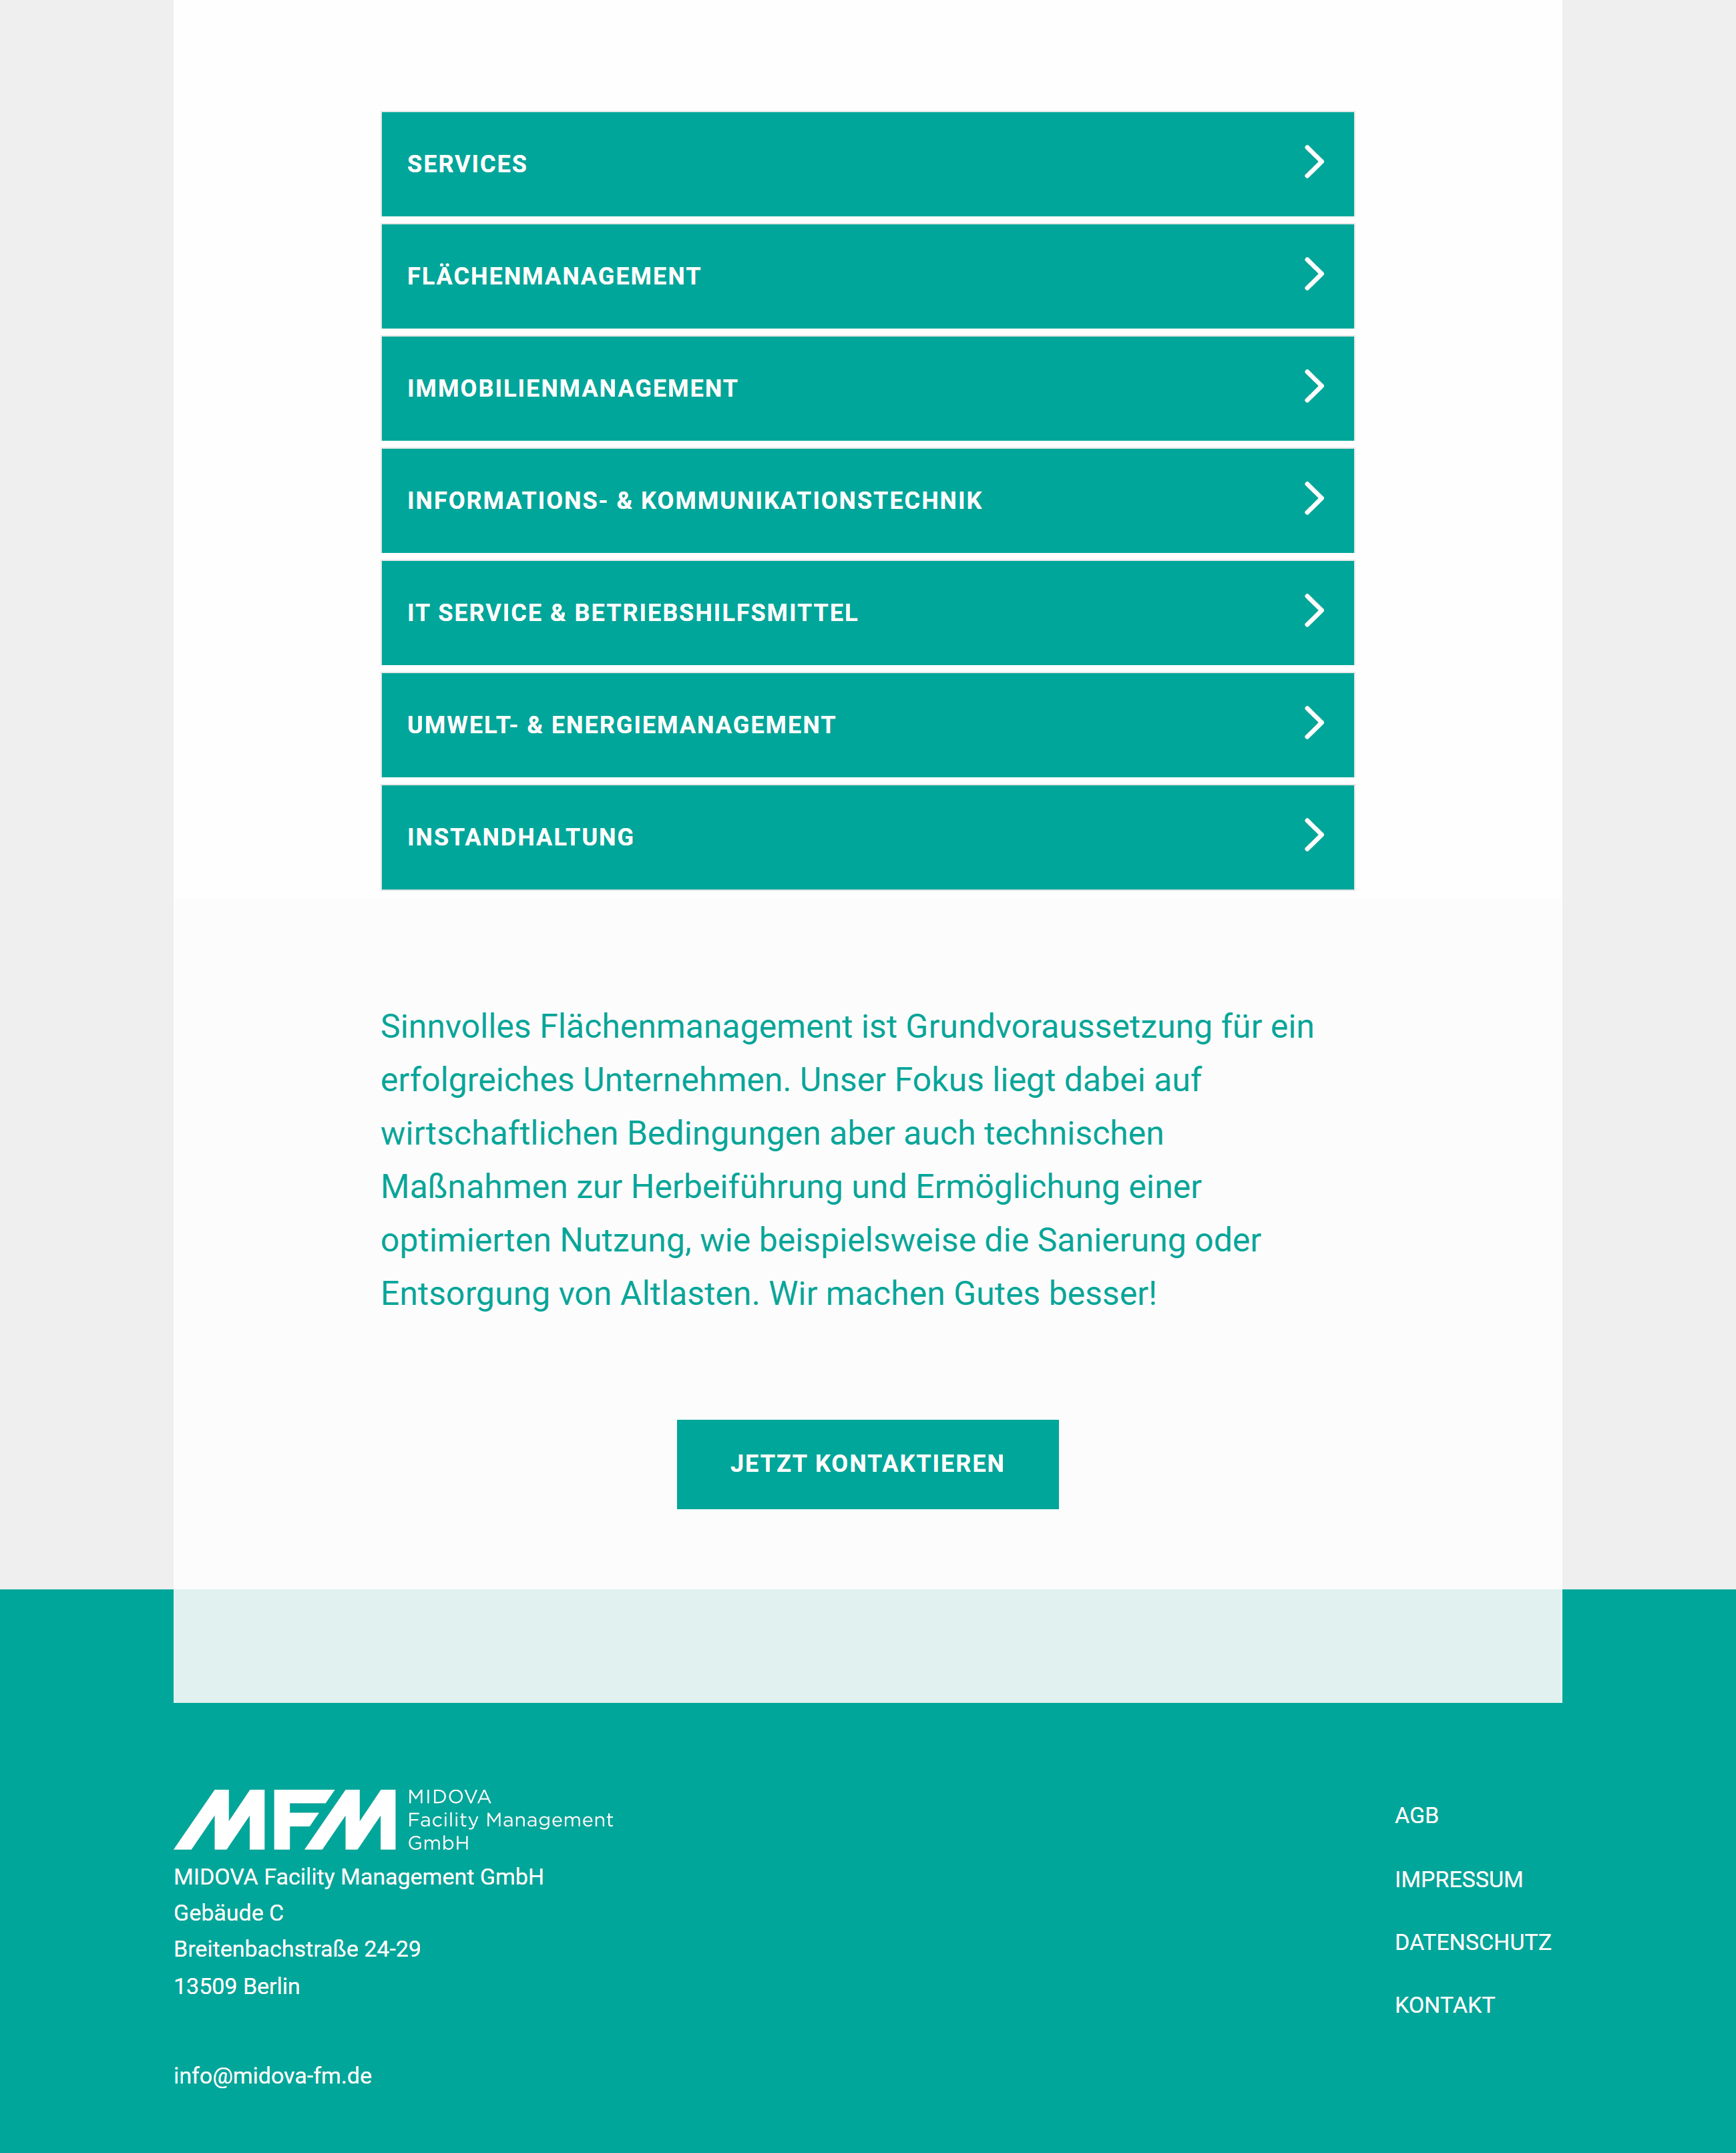 SERVICES
FLÄCHENMANAGEMENT
IMMOBILIENMANAGEMENT
INFORMATIONS- & KOMMUNIKATIONSTECHNIK
IT SERVICE & BETRIEBSHILFSMITTEL
UMWELT- & ENERGIEMANAGEMENT
INSTANDHALTUNG
Sinnvolles Flächenmanagement ist Grundvoraussetzung für ein
erfolgreiches Unternehmen. Unser Fokus liegt dabei auf
wirtschaftlichen Bedingungen aber auch technischen
Maßnahmen zur Herbeiführung und Ermöglichung einer
optimierten Nutzung, wie beispielsweise die Sanierung oder
Entsorgung von Altlasten. Wir machen Gutes besser!
JETZT KONTAKTIEREN
MFM
MIDOVA
Facility Management
GmbH
MIDOVA Facility Management GmbH
Gebäude C
Breitenbachstraße 24-29
13509 Berlin
info@midova-fm.de
AGB
IMPRESSUM
DATENSCHUTZ
KONTAKT